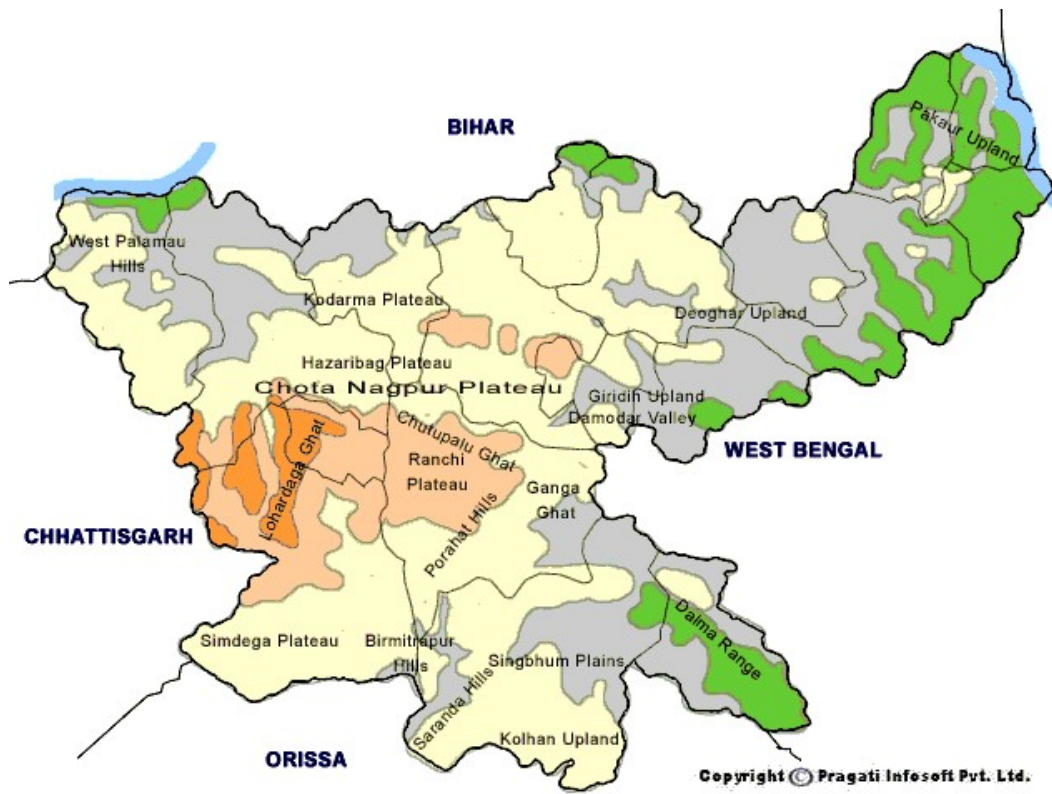 BIHAR
Pakaur Upland
West Palamau
Hills
Kodarma Plateau
Deoghar Upland
Hazaribag Plateau
Chota Nagpur Plateau
Giridih Upland
Damodar Valley
Chutupalu Ghat
WEST BENGAL
Lohardaga Ghat
Ranchi
Plateau
Ganga
Ghat
CHHATTISGARH
Porahat Hills
Dalma Range
Simdega Plateau
Birmitrapur
Hills
Singbhum Plains
Saranda Hills
Kolhan Upland
ORISSA
Copyright © Pragati Infosoft Pvt. Ltd.